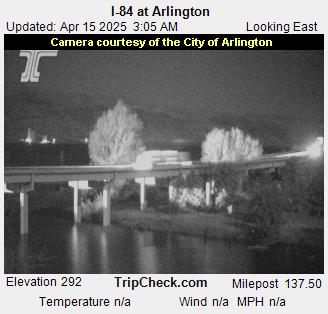 I-84 at Arlington
Updated: Apr 15 2025 3:05 AM Looking East
Camera courtesy of the City of Arlington
Elevation 292 TripCheck.com Milepost 137.50
Temperature n/a Wind n/a MPH n/a